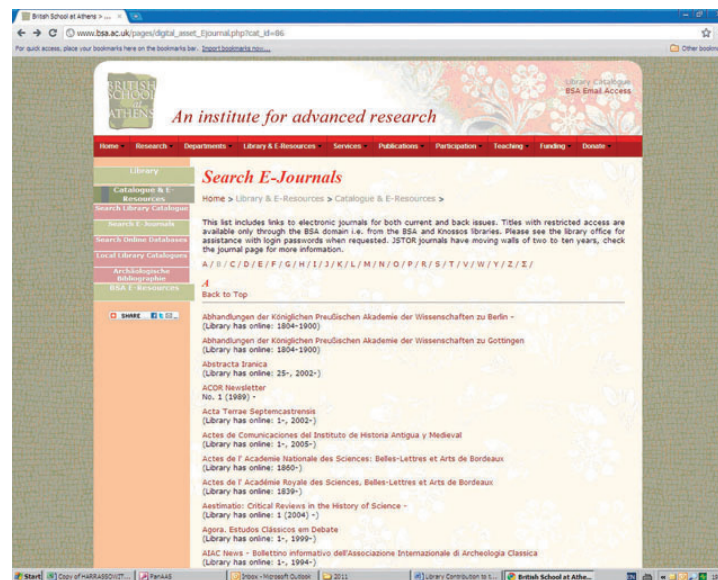 British School at Athens > ...
www.bsa.ac.uk/pages/digital_asset_Ejournal.php?cat_id=86
For quick access, place your bookmarks here on the bookmarks bar. Import bookmarks now...
Other bookm
BRITISH
SCHOOL
at
ATHENS
Library Catalogue
BSA Email Access
An institute for advanced research
Home Research Departments Library & E-Resources Services Publications Participation Teaching Funding Donate
Library
Catalogue & E-
Resources
Search Library Catalogue
Search E-Journals
Search Online Databases
Local Library Catalogues
Archäologische
Bibliographie
BSA E-Resources
SHARE
Search E-Journals
Home > Library & E-Resources > Catalogue & E-Resources >
This list includes links to electronic journals for both current and back issues. Titles with restricted access are
available only through the BSA domain i.e. from the BSA and Knossos libraries. Please see the library office for
assistance with login passwords when requested. JSTOR journals have moving walls of two to ten years, check
the journal page for more information.
A / B / C / D / E / F / G / H / I / J / K / L / M / N / O / P / R / S / T / V / W / Y / Z / Σ /
A
Back to Top
Abhandlungen der Königlichen Preußischen Akademie der Wissenschaften zu Berlin -
(Library has online: 1804-1900)
Abhandlungen der Königlichen Preußischen Akademie der Wissenschaften zu Gottingen
(Library has online: 1804-1900)
Abstracta Iranica
(Library has online: 25-, 2002-)
ACOR Newsletter
No. 1 (1989) -
Acta Terrae Septemcastrensis
(Library has online: 1-, 2002-)
Actes de Comunicaciones del Instituto de Historia Antigua y Medieval
(Library has online: 1-, 2005-)
Actes de l' Academie Nationale des Sciences: Belles-Lettres et Arts de Bordeaux
(Library has online: 1860-)
Actes de l' Académie Royale des Sciences, Belles-Lettres et Arts de Bordeaux
(Library has online: 1839-)
Aestimatio: Critical Reviews in the History of Science -
(Library has online: 1 (2004) -)
Agora. Estudos Clássicos em Debate
(Library has online: 1-, 1999-)
AIAC News - Bollettino informativo dell'Associazione Internazionale di Archeologia Classica
(Library has online: 1-, 1994-)
Start Copy of HARRASSOWIT... PanAAS Inbox - Microsoft Outlook 2011 Library Contribution to t... British School at Athe...